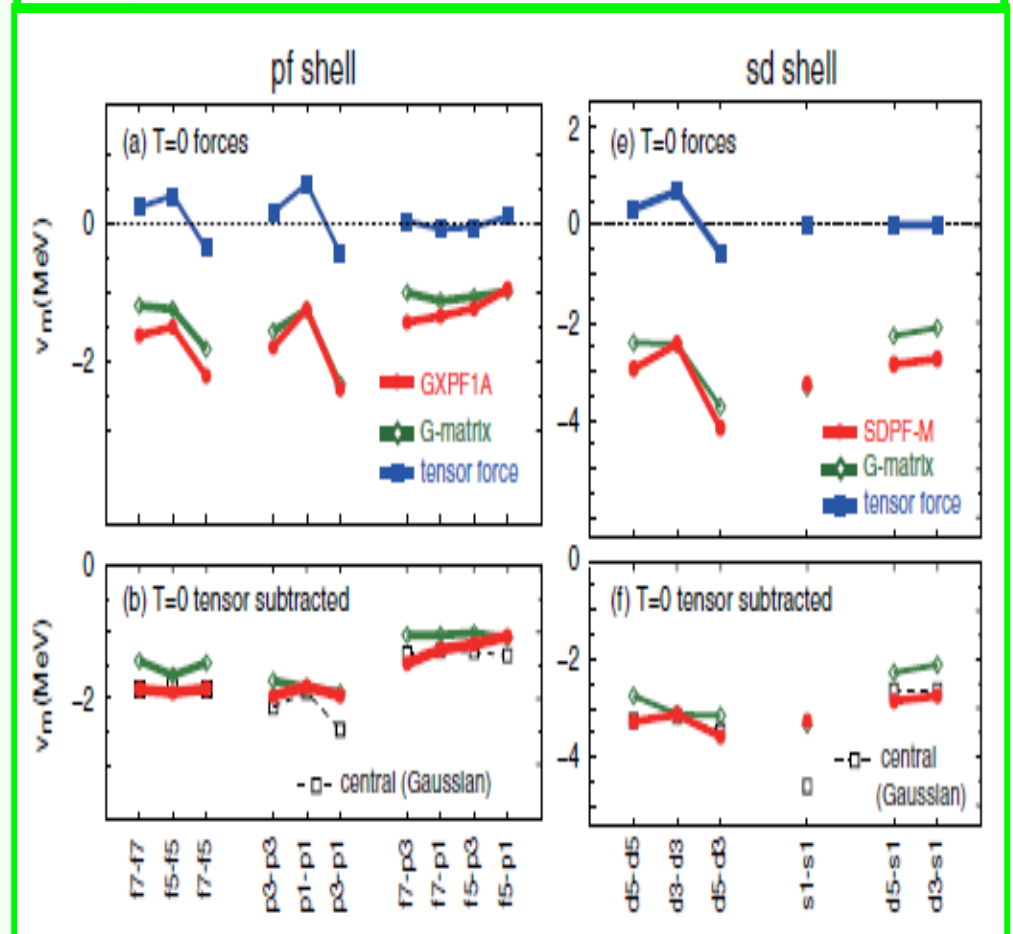 pf shell
sd shell
(a) T=0 forces
0
-2
v_m (MeV)
GXPF1A
G-matrix
tensor force
(e) T=0 forces
2
0
-2
-4
SDPF-M
G-matrix
tensor force
(b) T=0 tensor subtracted
0
-2
v_m (MeV)
central (Gaussian)
(f) T=0 tensor subtracted
0
-2
-4
central
(Gaussian)
f7-f7
f5-f5
f7-f5
p3-p3
p1-p1
p3-p1
f7-p3
f7-p1
f5-p3
f5-p1
d5-d5
d3-d3
d5-d3
s1-s1
d5-s1
d3-s1